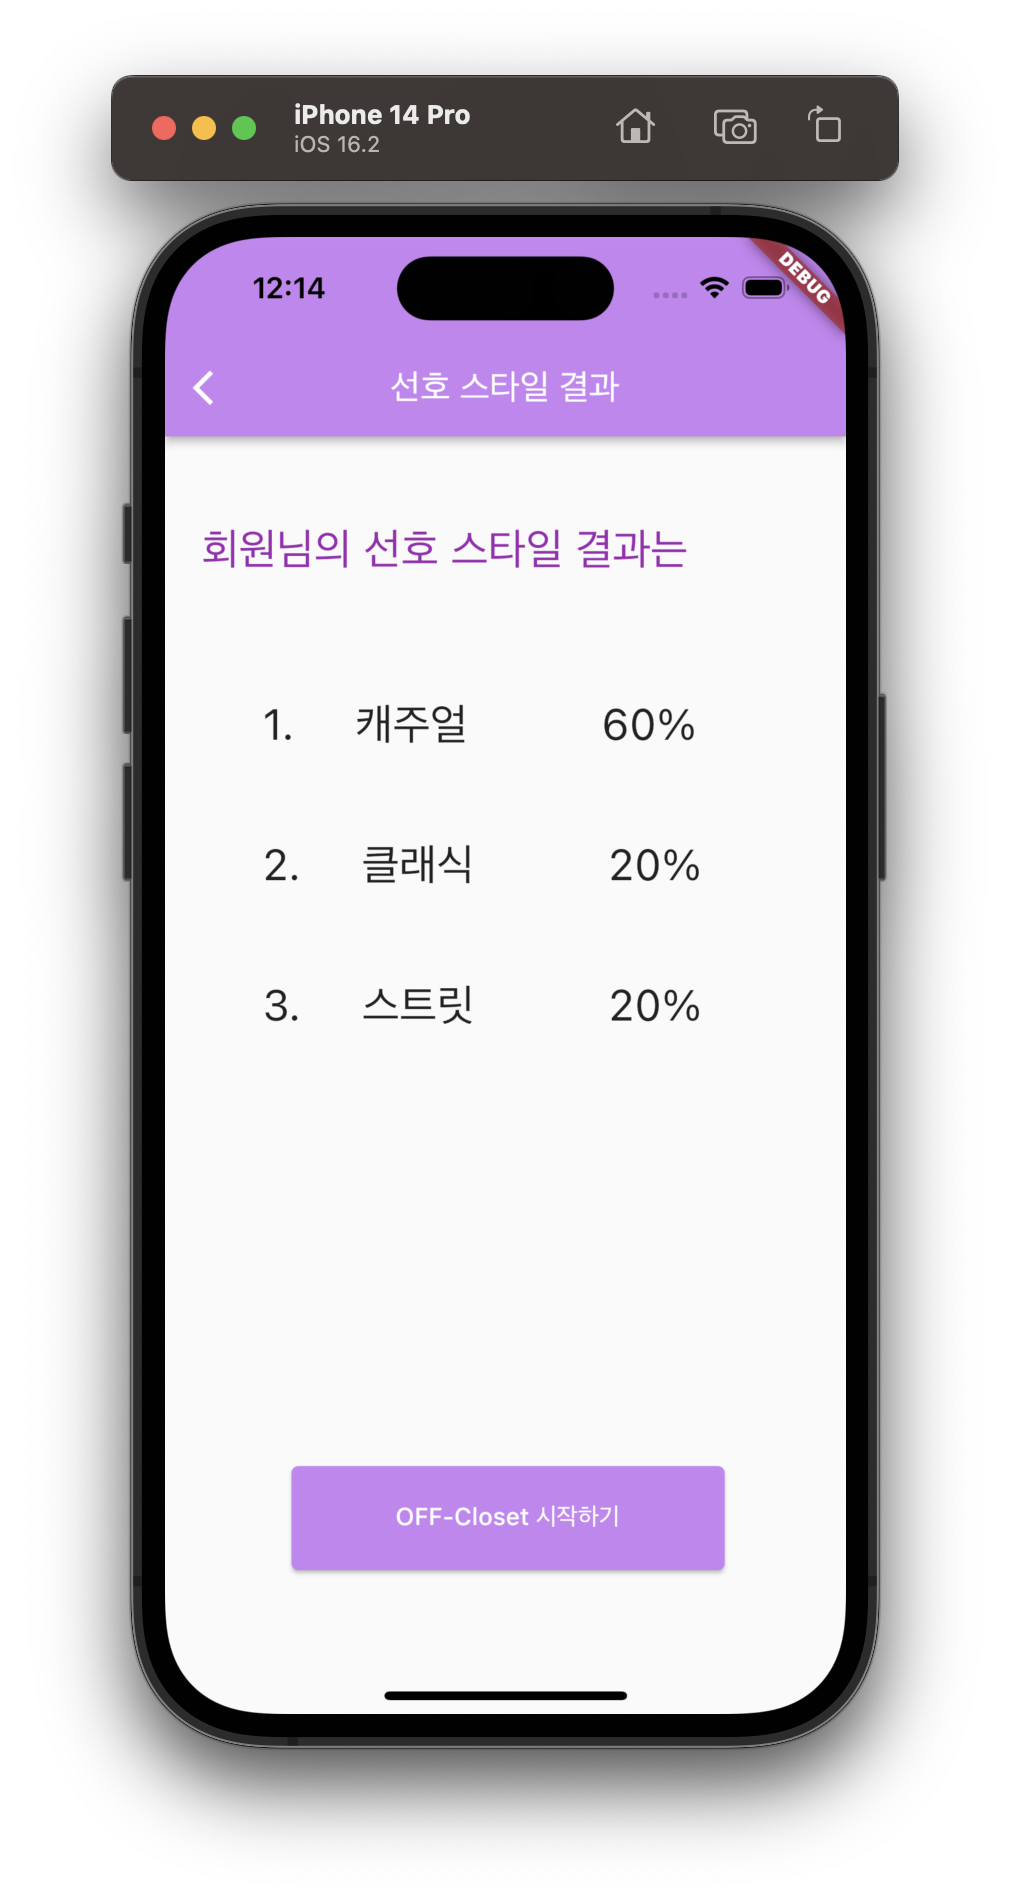 iPhone 14 Pro
iOS 16.2
12:14
DEBUG
선호 스타일 결과
회원님의 선호 스타일 결과는
1. 캐주얼 60%
2. 클래식 20%
3. 스트릿 20%
OFF-Closet 시작하기